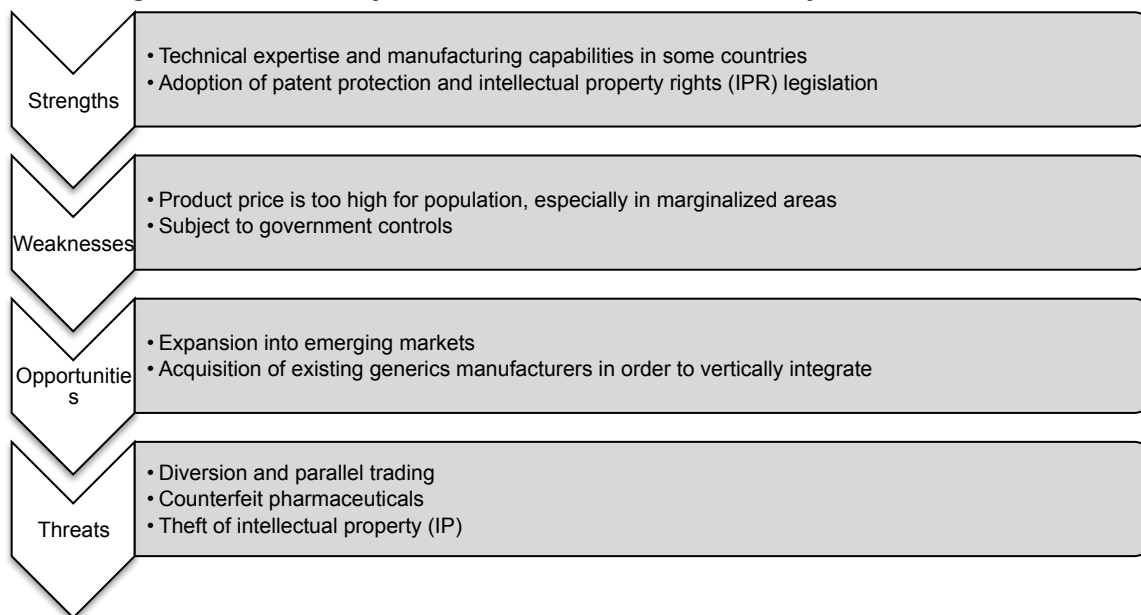 Strengths
• Technical expertise and manufacturing capabilities in some countries
• Adoption of patent protection and intellectual property rights (IPR) legislation
Weaknesses
• Product price is too high for population, especially in marginalized areas
• Subject to government controls
Opportunitie
s
• Expansion into emerging markets
• Acquisition of existing generics manufacturers in order to vertically integrate
Threats
• Diversion and parallel trading
• Counterfeit pharmaceuticals
• Theft of intellectual property (IP)